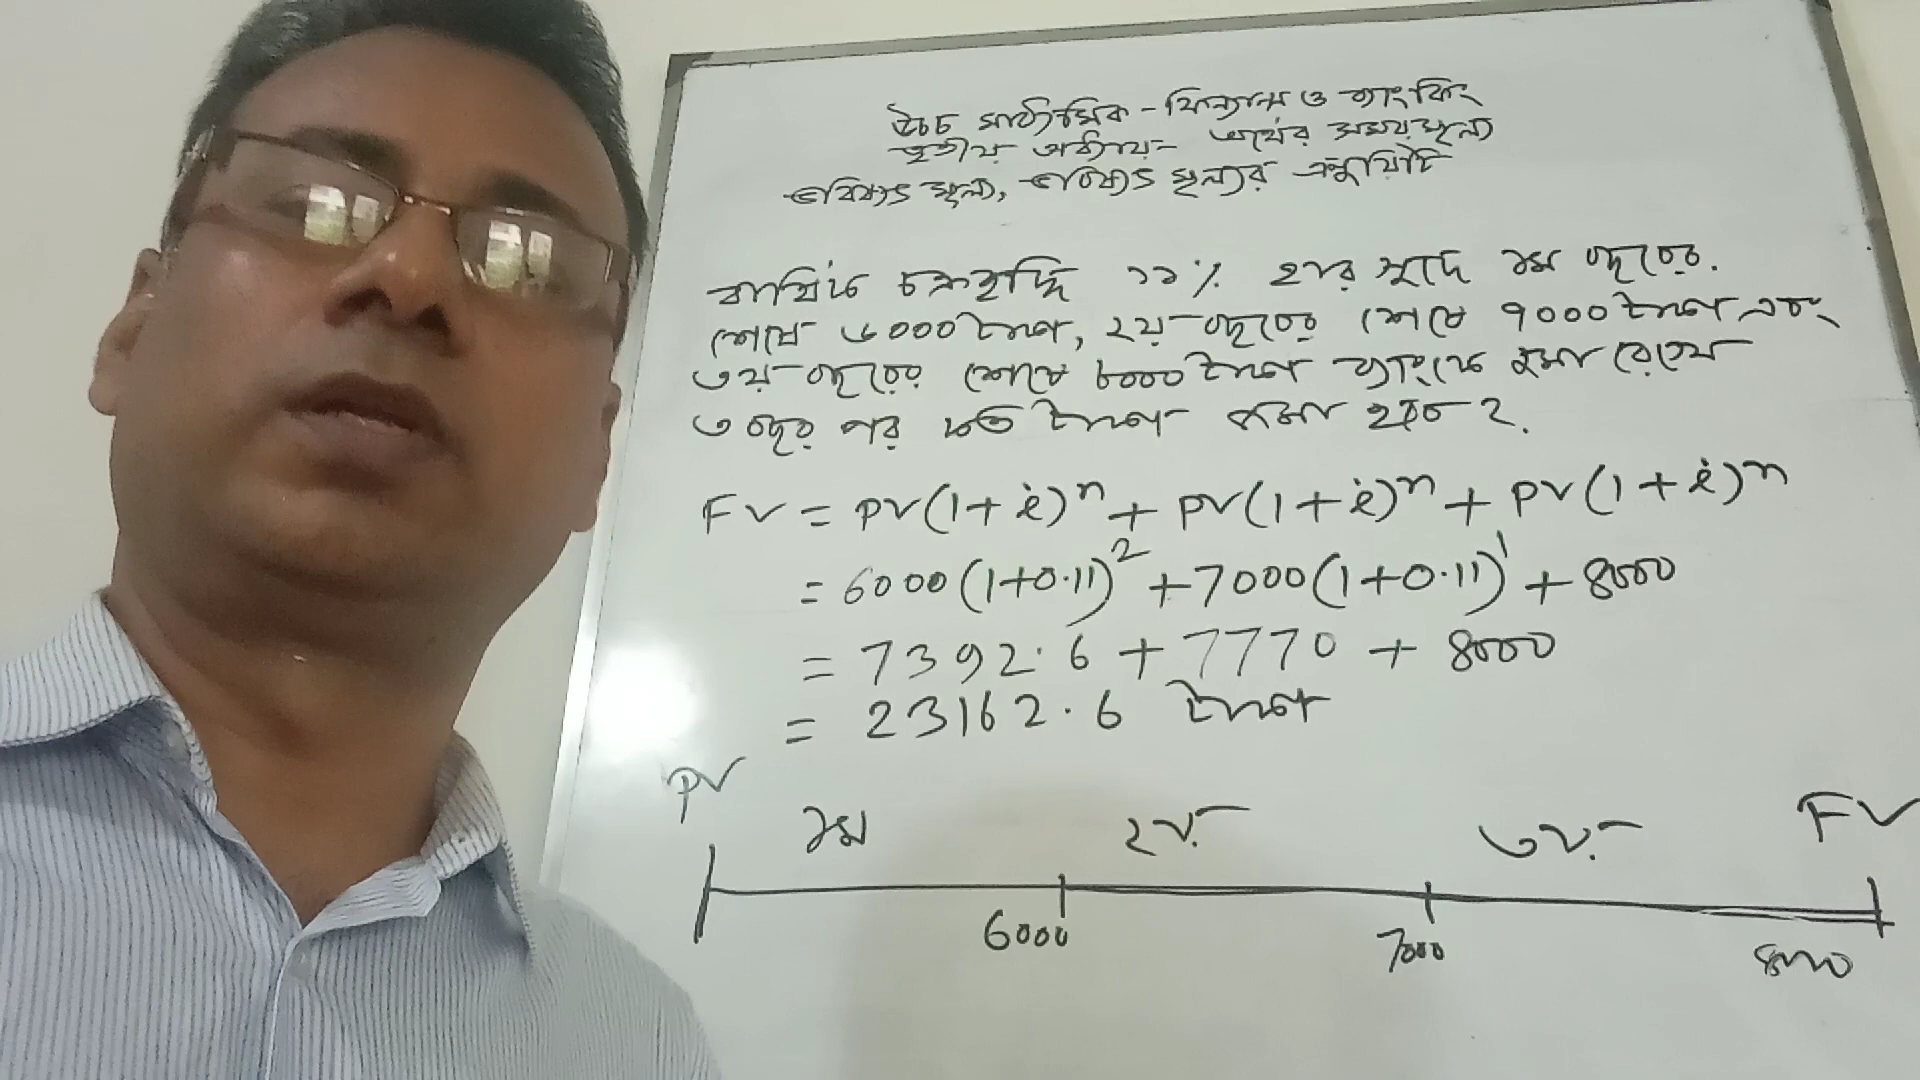 উচ্চ মাধ্যমিক - ফিন্যান্স ও ব্যাংকিং
তৃতীয় অধ্যায়- অর্থের সময়মূল্য
ভবিষ্যৎ মূল্য, ভবিষ্যৎ মূল্যের এন্যুয়িটি
বার্ষিক চক্রবৃদ্ধি ১১% হার সুদে ১ম বছরের
শেষে ৬০০০ টাকা, ২য় বছরের শেষে ৭০০০ টাকা এবং
৩য় বছরের শেষে ৮০০০ টাকা ব্যাংকে জমা রেখে
৩ বছর পর কত টাকা জমা হবে?
FV = PV(1+i)ⁿ + PV(1+i)ⁿ + PV(1+i)ⁿ
= 6000(1+0.11)² + 7000(1+0.11)¹ + 8000
= 7392.6 + 7770 + 8000
= 23162.6 টাকা
PV ১ম ২য় ৩য় FV
6000 7000 8000